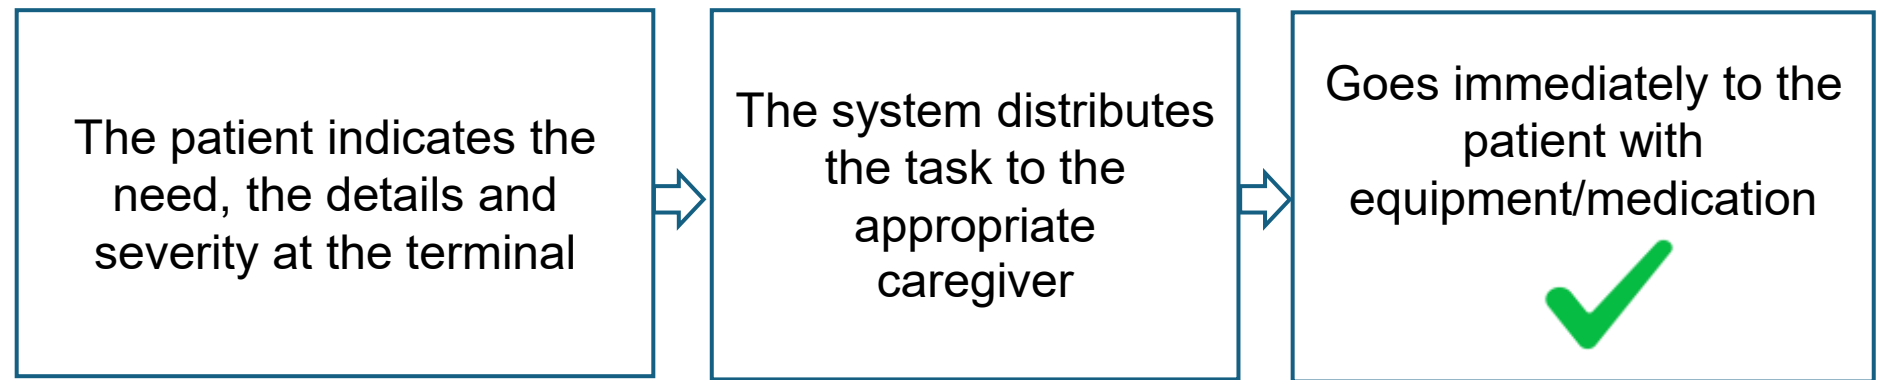 The patient indicates the
need, the details and
severity at the terminal
The system distributes
the task to the
appropriate
caregiver
Goes immediately to the
patient with
equipment/medication